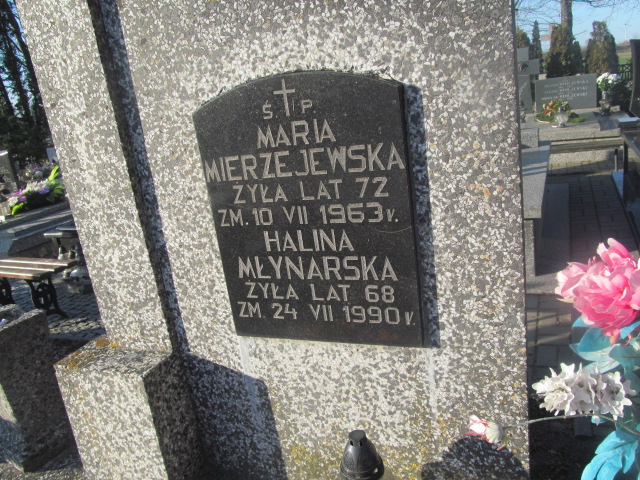 Ś † P
MARIA
MIERZEJEWSKA
ŻYŁA LAT 72
ZM. 10 VII 1963 r.
HALINA
MŁYNARSKA
ŻYŁA LAT 68
ZM. 24 VII 1990 r.